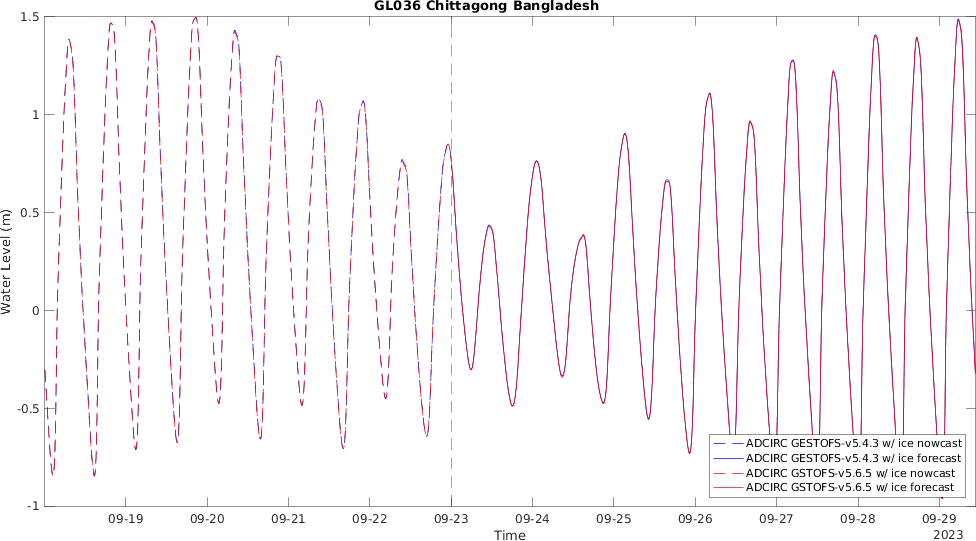 GL036 Chittagong Bangladesh
1.5
1
0.5
0
-0.5
-1
Water Level (m)
ADCIRC GESTOFS-v5.4.3 w/ ice nowcast
ADCIRC GESTOFS-v5.4.3 w/ ice forecast
ADCIRC GSTOFS-v5.6.5 w/ ice nowcast
ADCIRC GSTOFS-v5.6.5 w/ ice forecast
09-19 09-20 09-21 09-22 09-23 09-24 09-25 09-26 09-27 09-28 09-29
Time
2023